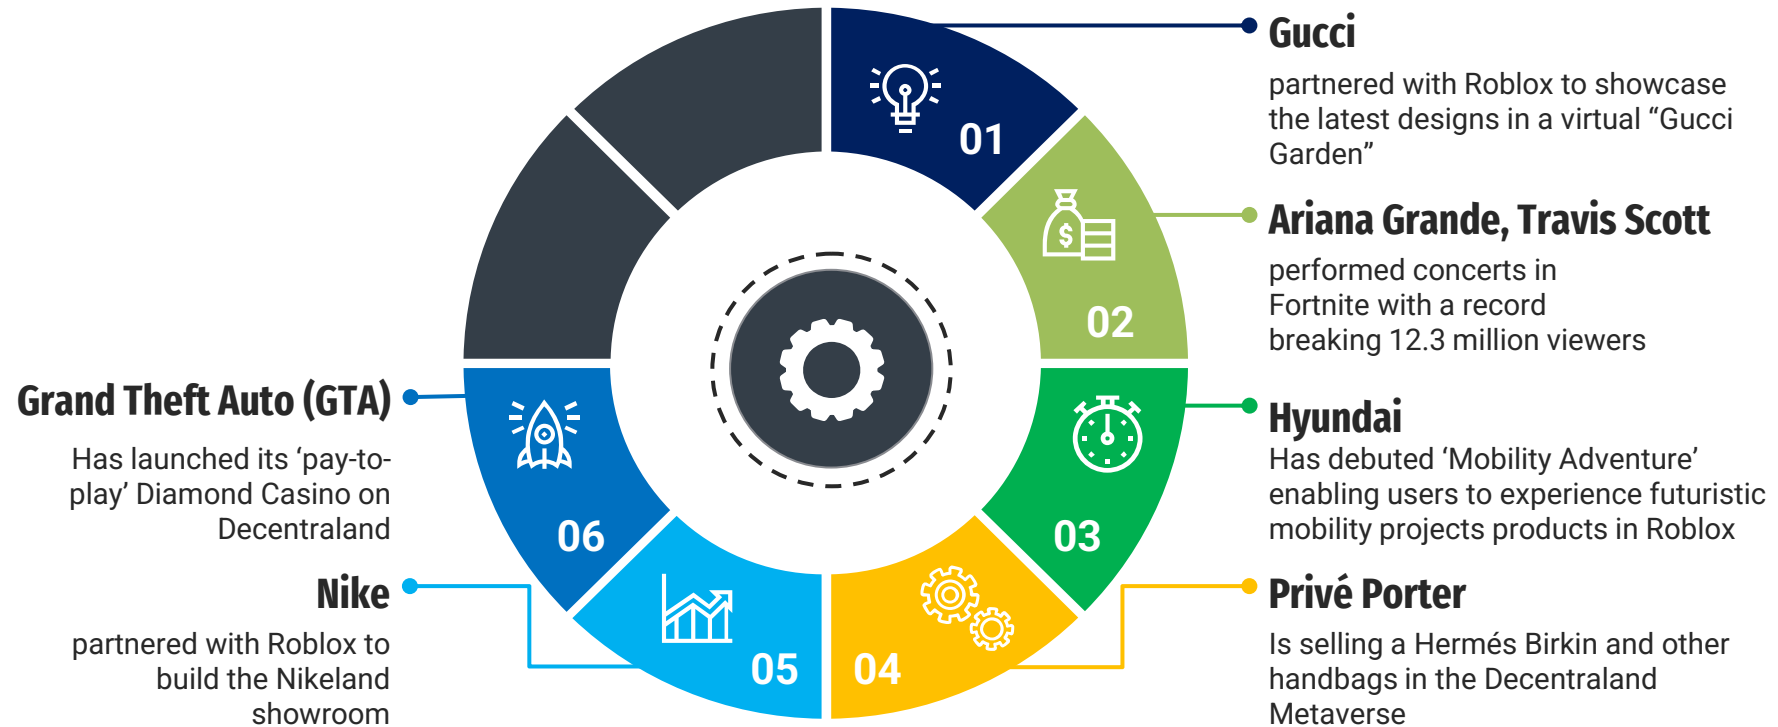 01
Gucci
partnered with Roblox to showcase
the latest designs in a virtual “Gucci
Garden”
02
Ariana Grande, Travis Scott
performed concerts in
Fortnite with a record
breaking 12.3 million viewers
03
Hyundai
Has debuted ‘Mobility Adventure’
enabling users to experience futuristic
mobility projects products in Roblox
04
Privé Porter
Is selling a Hermés Birkin and other
handbags in the Decentraland
Metaverse
05
Nike
partnered with Roblox to
build the Nikeland
showroom
06
Grand Theft Auto (GTA)
Has launched its ‘pay-to-
play’ Diamond Casino on
Decentraland
$